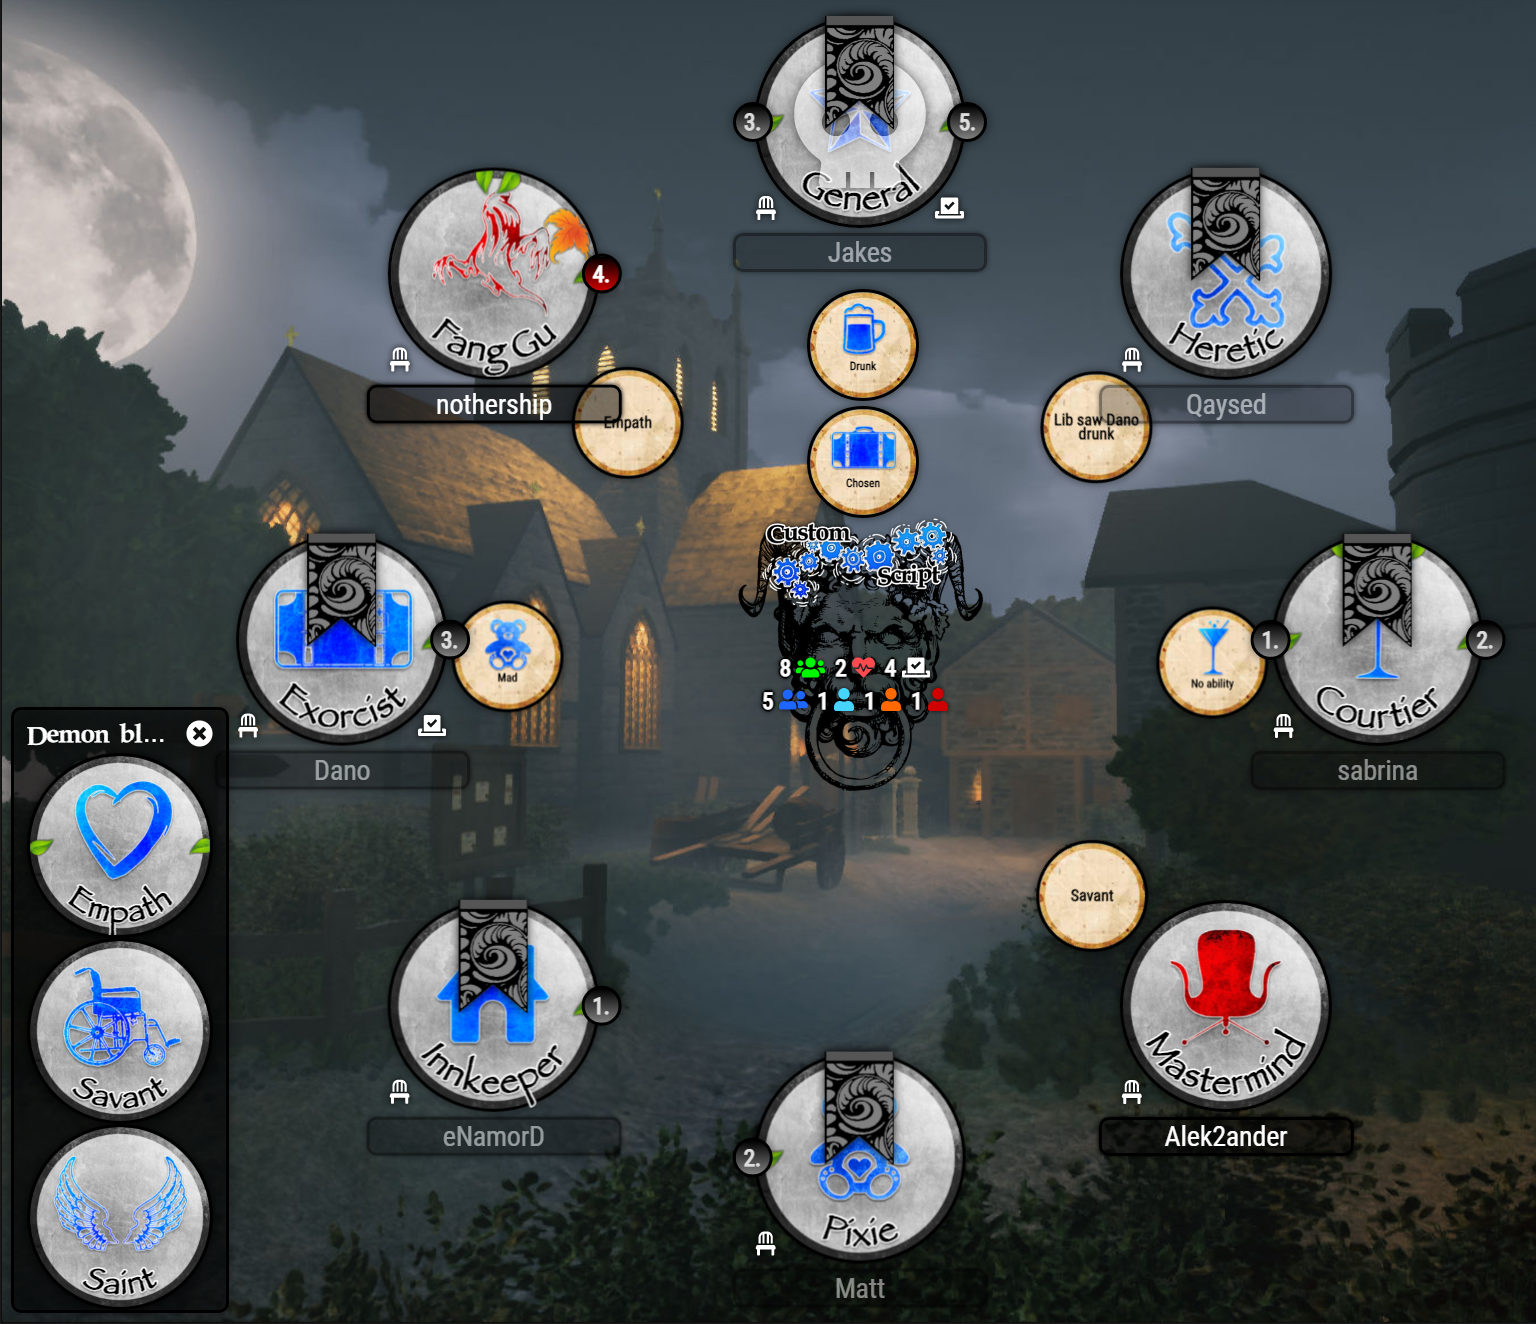 General
3.
5.
Jakes
Fang Gu
4.
nothership
Empath
Heretic
Qaysed
Lib saw Dano
drunk
Drunk
Chosen
Custom
Script
8 2 4
5 1 1 1
Exorcist
3.
Mad
Dano
No ability
1.
2.
Courtier
sabrina
Demon bl...
Empath
Savant
Saint
Innkeeper
1.
eNamorD
Savant
Mastermind
Alek2ander
2.
Pixie
Matt